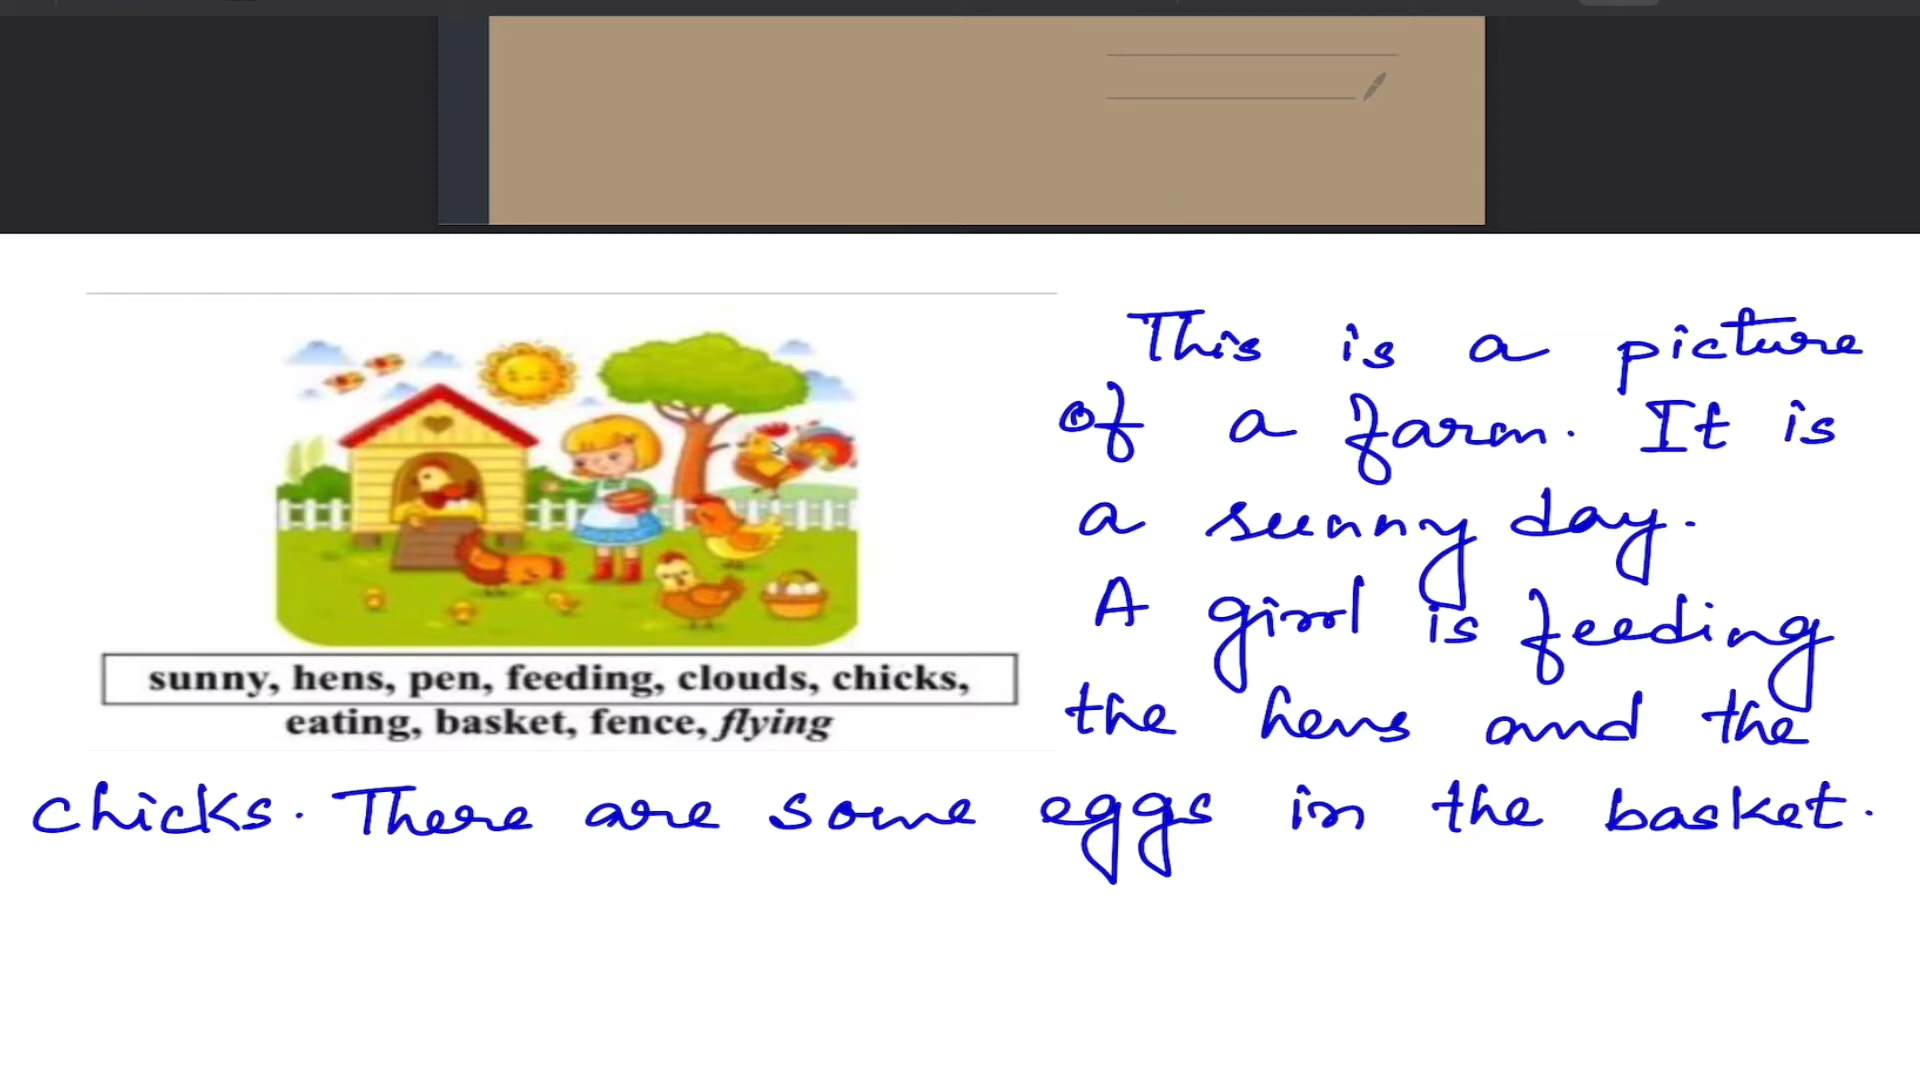 This is a picture
of a farm. It is
a sunny day.
A girl is feeding
the hens and the
chicks. There are some eggs in the basket.
sunny, hens, pen, feeding, clouds, chicks,
eating, basket, fence, flying